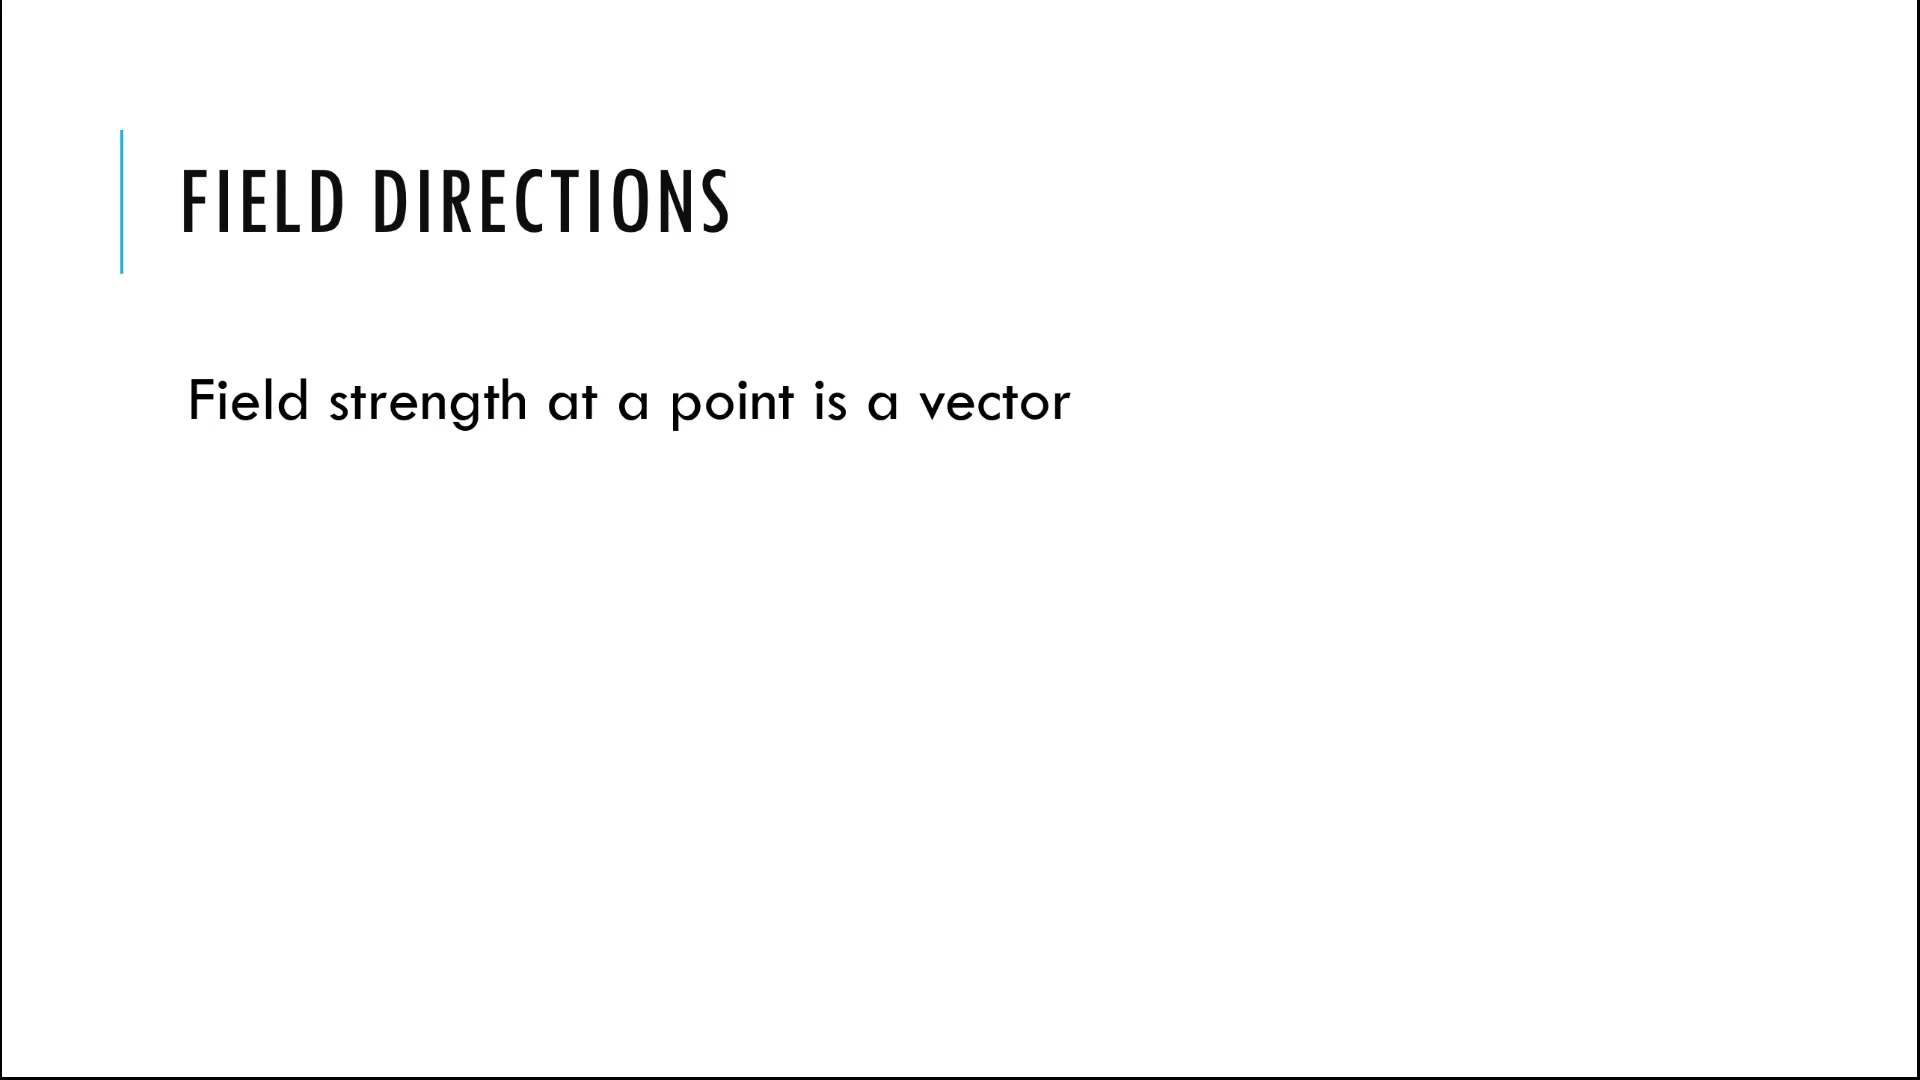 FIELD DIRECTIONS
Field strength at a point is a vector